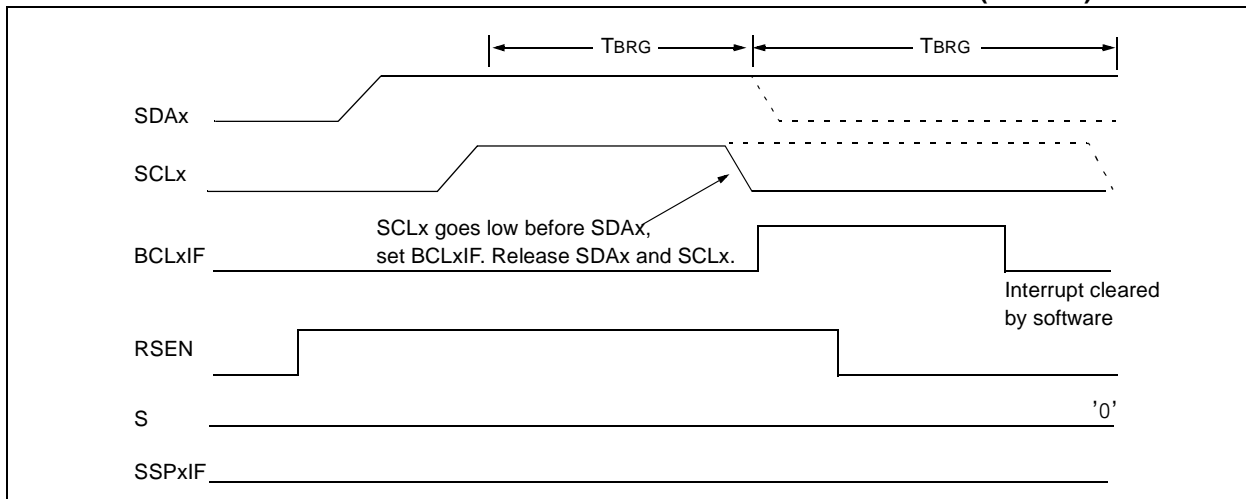 TBRG
TBRG
SDAx
SCLx
SCLx goes low before SDAx,
set BCLxIF. Release SDAx and SCLx.
BCLxIF
Interrupt cleared
by software
RSEN
S
'0'
SSPxIF